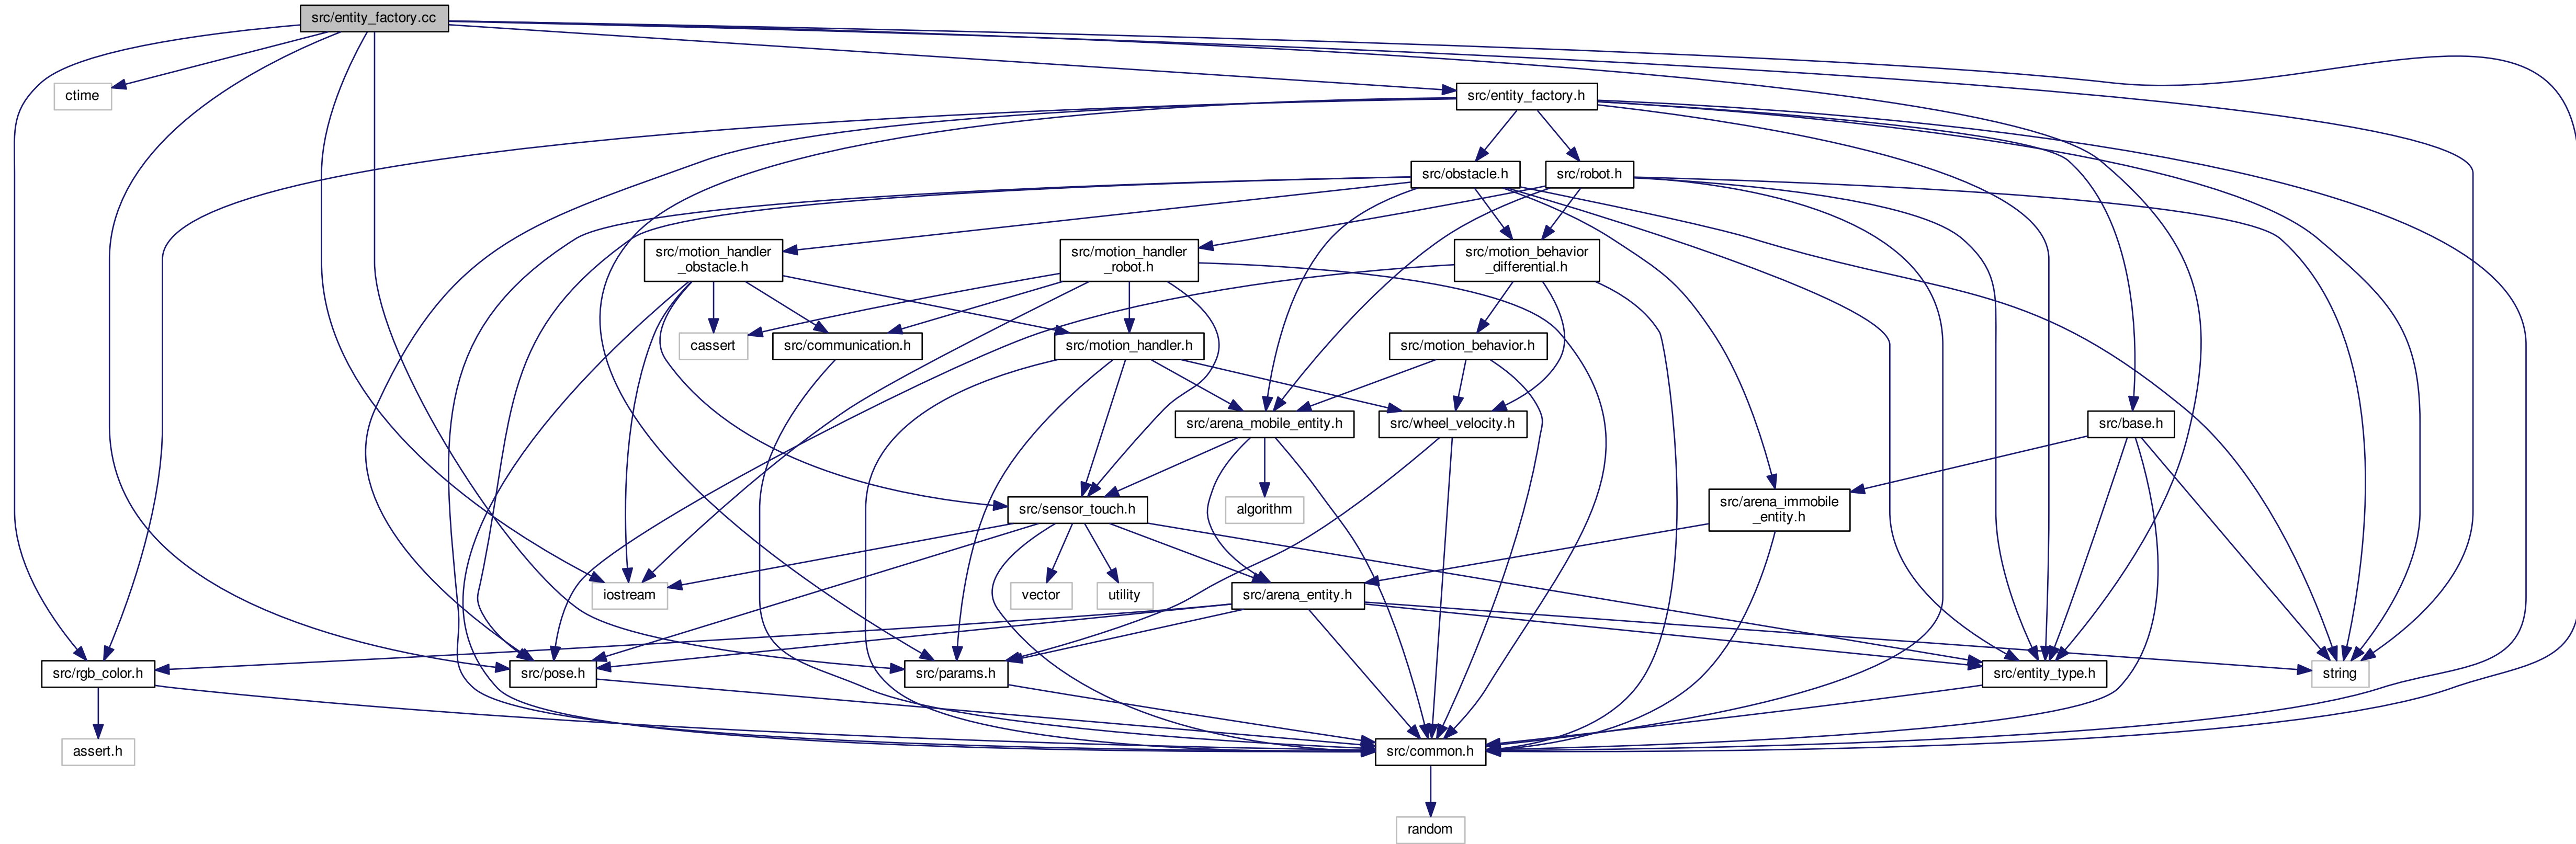 src/entity_factory.cc
ctime
src/entity_factory.h
src/obstacle.h
src/robot.h
src/motion_handler
_obstacle.h
src/motion_handler
_robot.h
src/motion_behavior
_differential.h
cassert
src/communication.h
src/motion_handler.h
src/motion_behavior.h
src/arena_mobile_entity.h
src/wheel_velocity.h
src/base.h
src/sensor_touch.h
algorithm
src/arena_immobile
_entity.h
iostream
vector
utility
src/arena_entity.h
src/rgb_color.h
src/pose.h
src/params.h
src/entity_type.h
string
assert.h
src/common.h
random